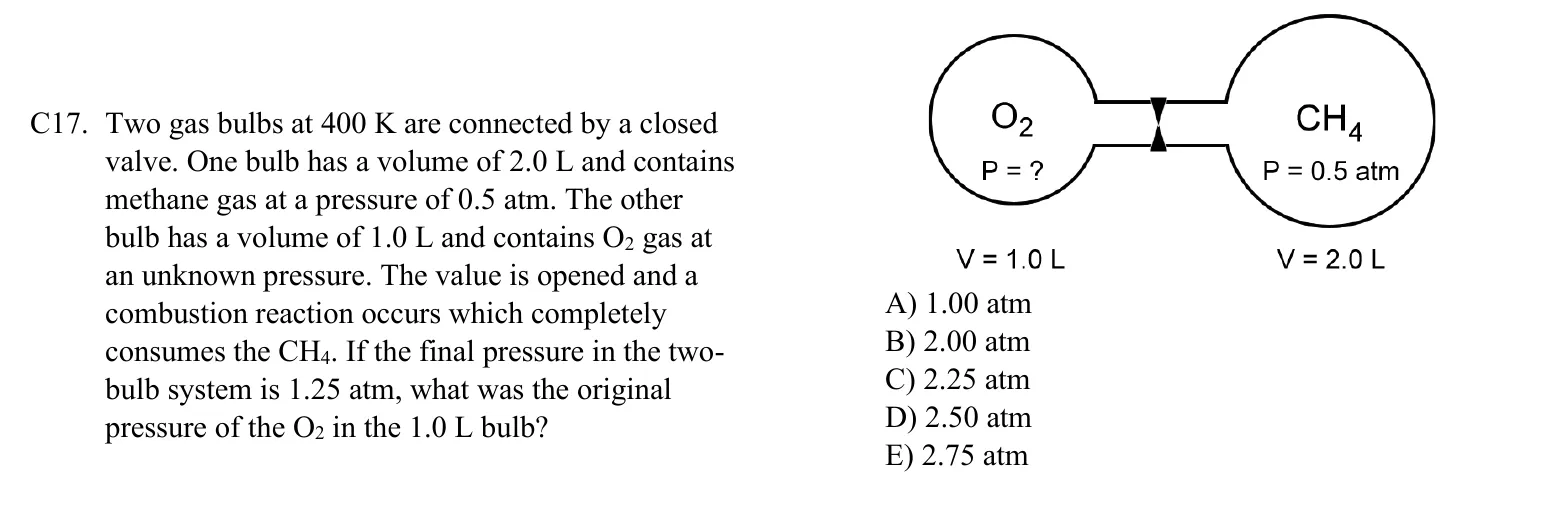 C17. Two gas bulbs at 400 K are connected by a closed
valve. One bulb has a volume of 2.0 L and contains
methane gas at a pressure of 0.5 atm. The other
bulb has a volume of 1.0 L and contains O₂ gas at
an unknown pressure. The value is opened and a
combustion reaction occurs which completely
consumes the CH₄. If the final pressure in the two-
bulb system is 1.25 atm, what was the original
pressure of the O₂ in the 1.0 L bulb?
O₂
P = ?
V = 1.0 L
CH₄
P = 0.5 atm
V = 2.0 L
A) 1.00 atm
B) 2.00 atm
C) 2.25 atm
D) 2.50 atm
E) 2.75 atm